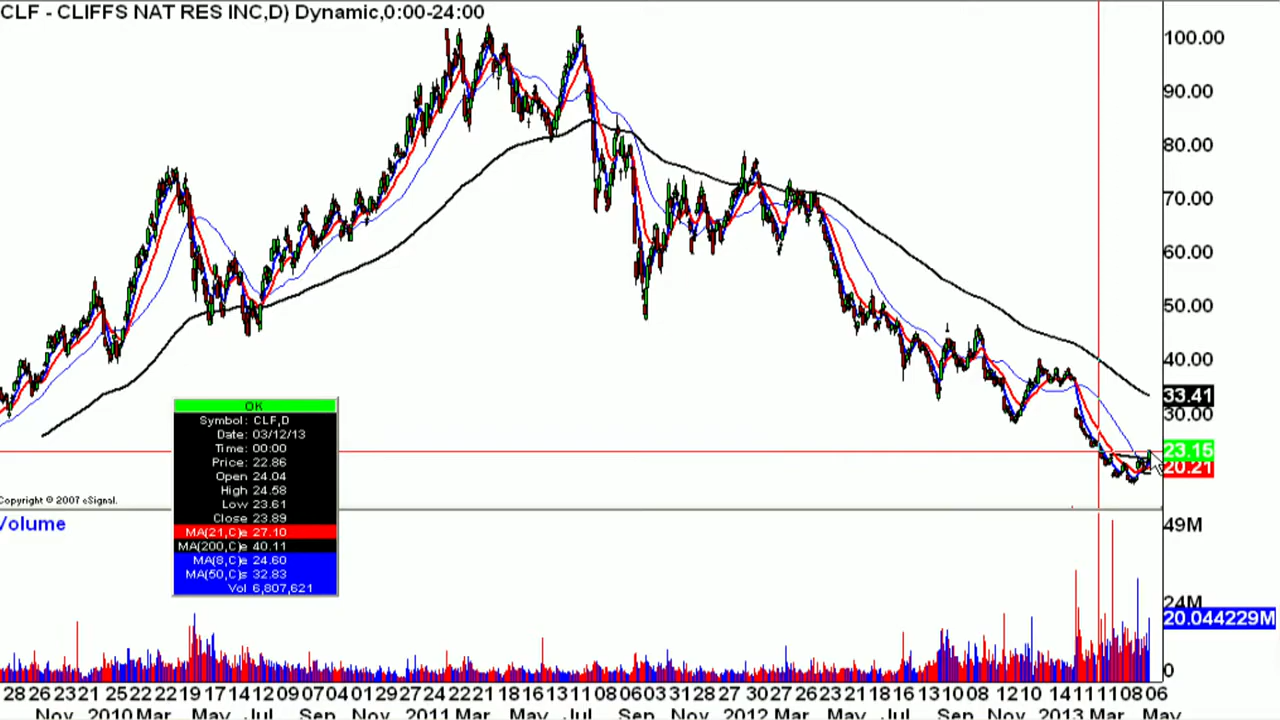 CLF - CLIFFS NAT RES INC,D) Dynamic,0:00-24:00
100.00
90.00
80.00
70.00
60.00
50.00
40.00
33.41
30.00
23.15
20.21
OK
Symbol: CLF,D
Date: 03/12/13
Time: 00:00
Price: 22.86
Open 24.04
High 24.58
Low 23.61
Close 23.89
MA(21,C)e 27.10
MA(200,C)e 40.11
MA(8,C)e 24.60
MA(50,C)s 32.83
Vol 6,807,621
Copyright © 2007 eSignal.
Volume
49M
24M
20.044229M
0
28 26 23 21 25 22 22 19 17 14 12 09 07 04 01 29 27 24 22 21 18 16 13 11 08 06 03 31 28 27 30 27 26 23 21 18 16 13 10 08 12 10 14 11 11 08 06
Nov 2010 Mar May Jul Sep Nov 2011 Mar May Jul Sep Nov 2012 Mar May Jul Sep Nov 2013 Mar May